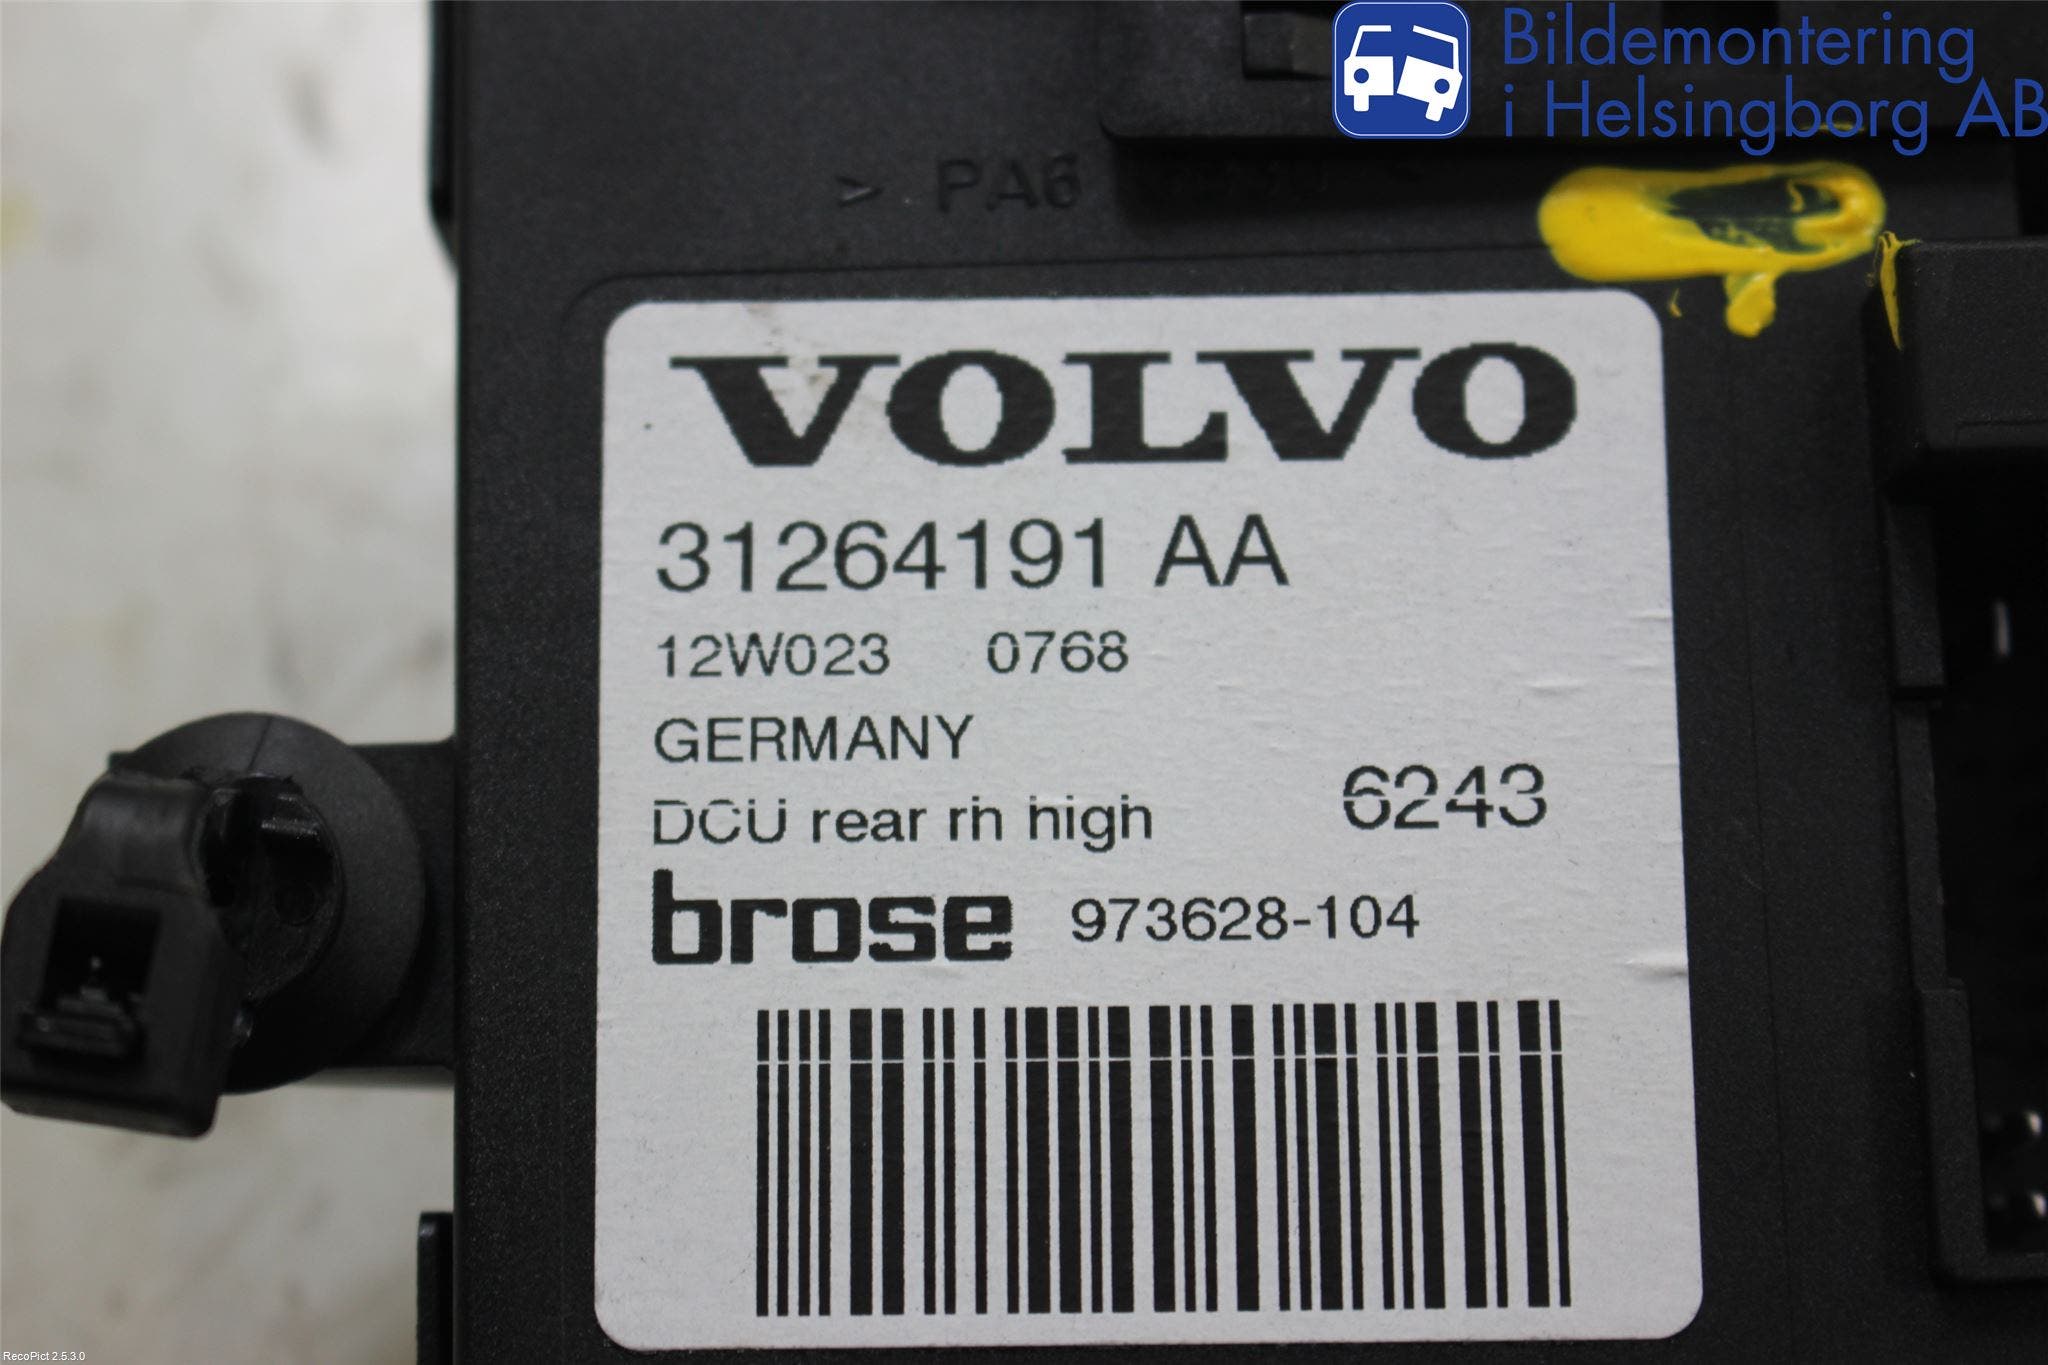 Bildemontering
i Helsingborg AB
> PA6
VOLVO
31264191 AA
12W023 0768
GERMANY
DCU rear rh high 6243
brose 973628-104
RecoPict 2.5.3.0